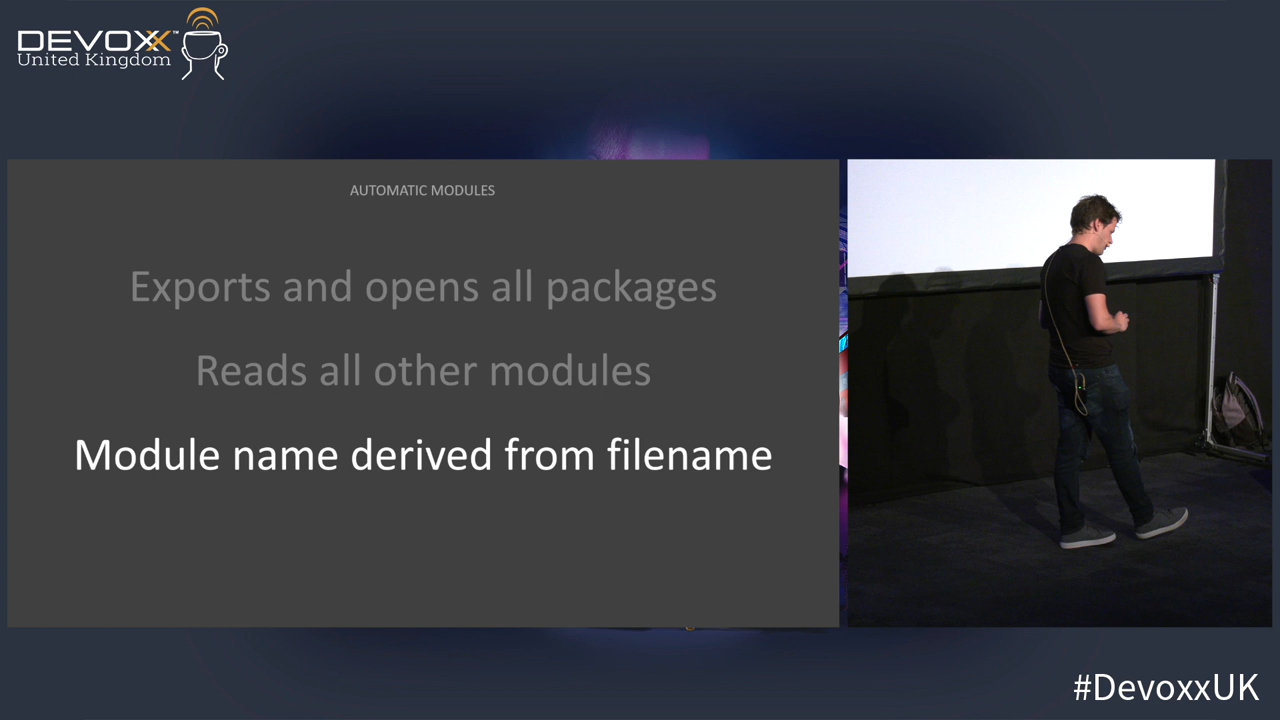 DEVOXX™
United Kingdom
AUTOMATIC MODULES
Exports and opens all packages
Reads all other modules
Module name derived from filename
#DevoxxUK